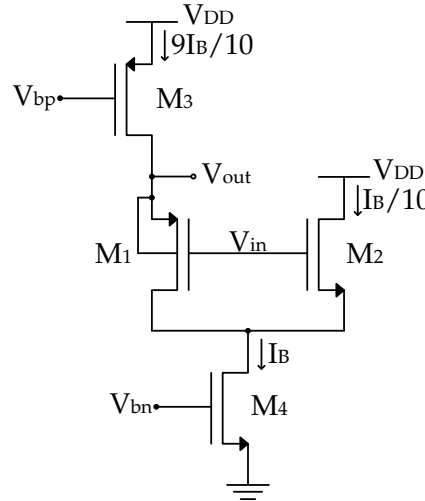 VDD
9IB/10
Vbp
M3
Vout
VDD
IB/10
M1
Vin
M2
IB
Vbn
M4